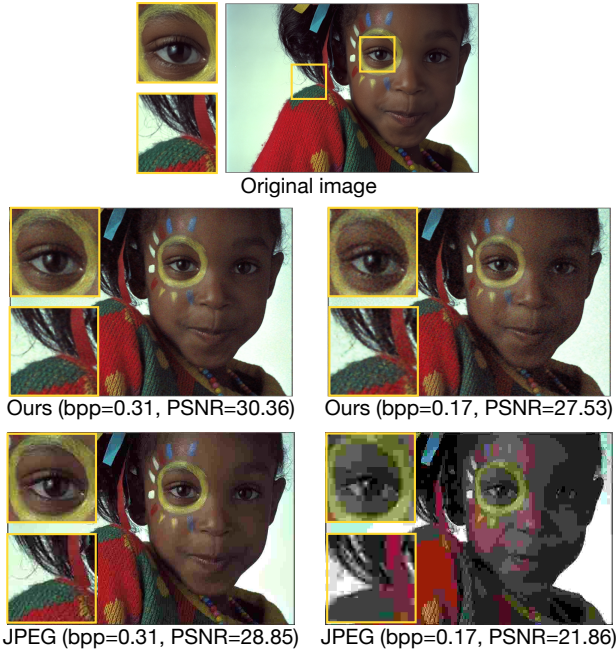 Original image
Ours (bpp=0.31, PSNR=30.36)
Ours (bpp=0.17, PSNR=27.53)
JPEG (bpp=0.31, PSNR=28.85)
JPEG (bpp=0.17, PSNR=21.86)